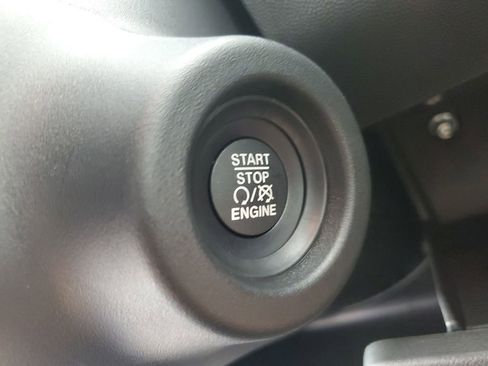 START
STOP
/
ENGINE